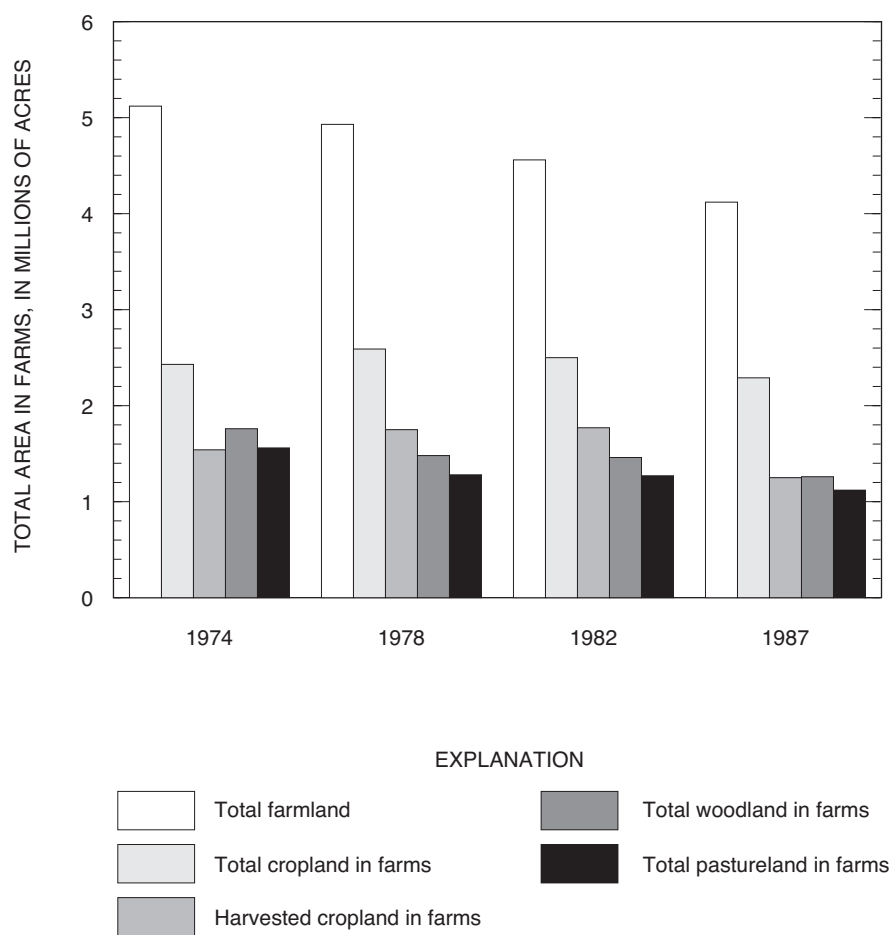 TOTAL AREA IN FARMS, IN MILLIONS OF ACRES
6
5
4
3
2
1
0
1974 1978 1982 1987
EXPLANATION
Total farmland
Total cropland in farms
Harvested cropland in farms
Total woodland in farms
Total pastureland in farms